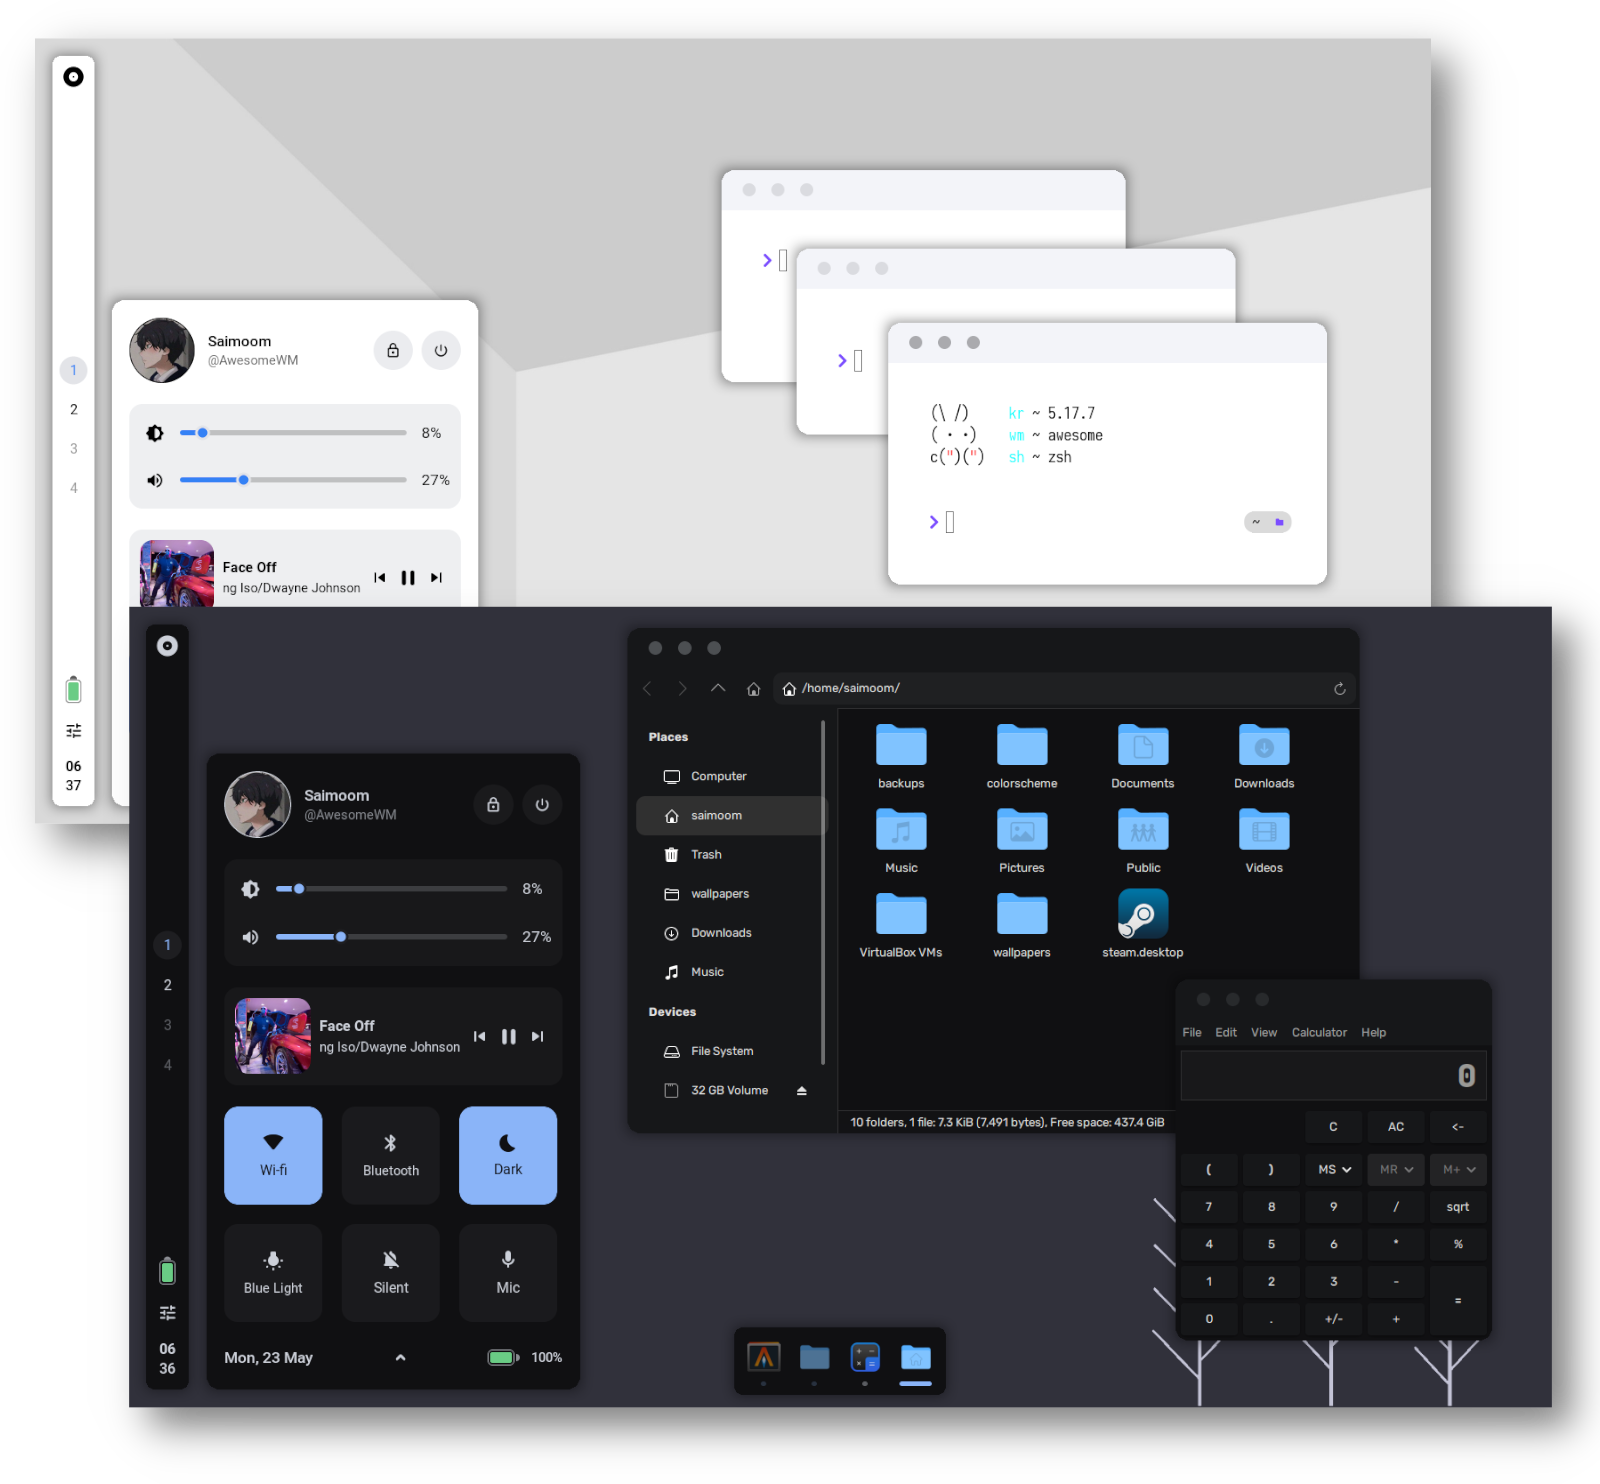 Saimoom
@AwesomeWM
1
2
3
4
8%
27%
Face Off
ng Iso/Dwayne Johnson
06
37
❯
❯
(\ /)
( · ·)
c(")(")
kr ~ 5.17.7
wm ~ awesome
sh ~ zsh
❯
~
Saimoom
@AwesomeWM
8%
27%
1
2
3
4
Face Off
ng Iso/Dwayne Johnson
Wi-fi
Bluetooth
Dark
Blue Light
Silent
Mic
06
36
Mon, 23 May
100%
/home/saimoom/
Places
Computer
saimoom
Trash
wallpapers
Downloads
Music
Devices
File System
32 GB Volume
backups
colorscheme
Documents
Downloads
Music
Pictures
Public
Videos
VirtualBox VMs
wallpapers
steam.desktop
10 folders, 1 file: 7.3 KiB (7,491 bytes), Free space: 437.4 GiB
File Edit View Calculator Help
0
C AC <-
( ) MS MR M+
7 8 9 / sqrt
4 5 6 * %
1 2 3 -
=
0 . +/- +